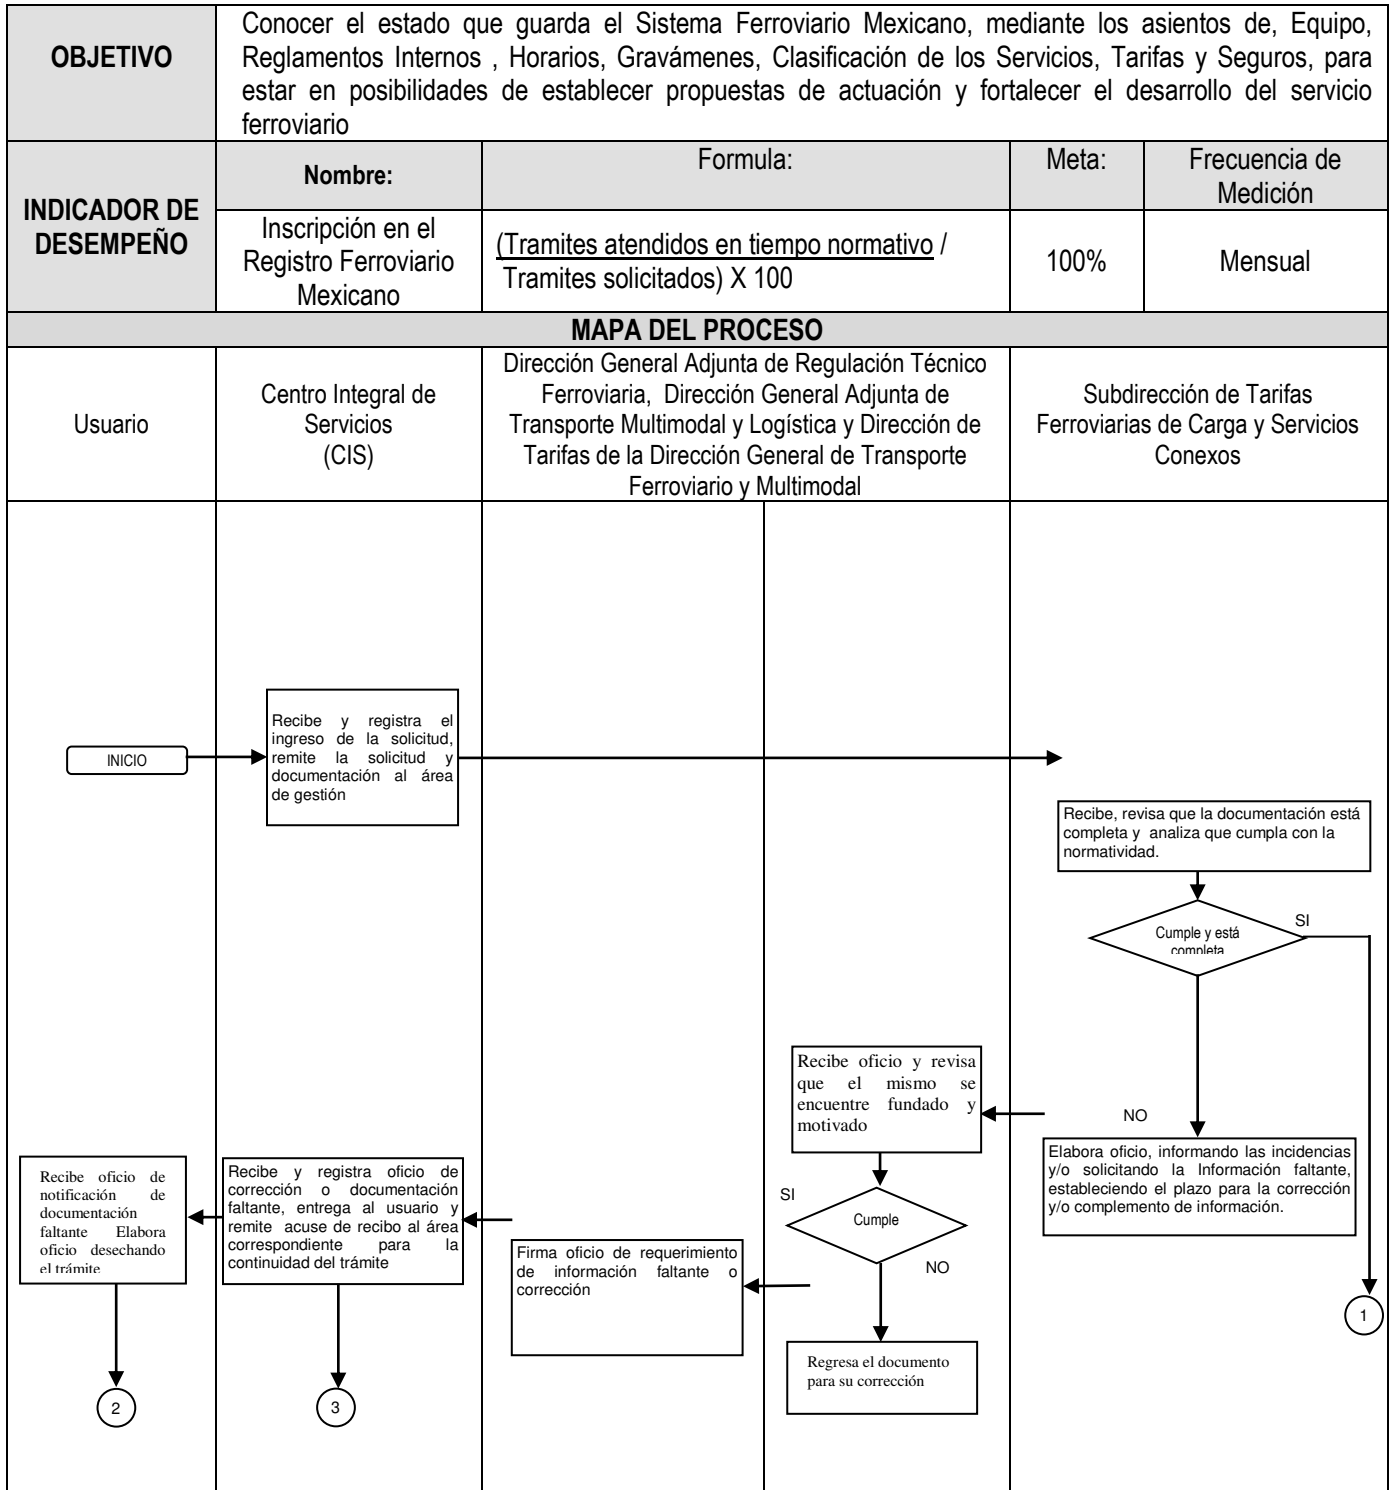 OBJETIVO
Conocer el estado que guarda el Sistema Ferroviario Mexicano, mediante los asientos de, Equipo,
Reglamentos Internos , Horarios, Gravámenes, Clasificación de los Servicios, Tarifas y Seguros, para
estar en posibilidades de establecer propuestas de actuación y fortalecer el desarrollo del servicio
ferroviario
INDICADOR DE
DESEMPEÑO
Nombre:
Formula:
Meta:
Frecuencia de
Medición
Inscripción en el
Registro Ferroviario
Mexicano
(Tramites atendidos en tiempo normativo /
Tramites solicitados) X 100
100%
Mensual
MAPA DEL PROCESO
Usuario
Centro Integral de
Servicios
(CIS)
Dirección General Adjunta de Regulación Técnico
Ferroviaria, Dirección General Adjunta de
Transporte Multimodal y Logística y Dirección de
Tarifas de la Dirección General de Transporte
Ferroviario y Multimodal
Subdirección de Tarifas
Ferroviarias de Carga y Servicios
Conexos
INICIO
Recibe y registra el
ingreso de la solicitud,
remite la solicitud y
documentación al área
de gestión
Recibe, revisa que la documentación está
completa y analiza que cumpla con la
normatividad.
Cumple y está
completa
SI
NO
Elabora oficio, informando las incidencias
y/o solicitando la Información faltante,
estableciendo el plazo para la corrección
y/o complemento de información.
1
Recibe oficio y revisa
que el mismo se
encuentre fundado y
motivado
SI
Cumple
NO
Regresa el documento
para su corrección
Firma oficio de requerimiento
de información faltante o
corrección
Recibe y registra oficio de
corrección o documentación
faltante, entrega al usuario y
remite acuse de recibo al área
correspondiente para la
continuidad del trámite
3
Recibe oficio de
notificación de
documentación
faltante Elabora
oficio desechando
el trámite
2